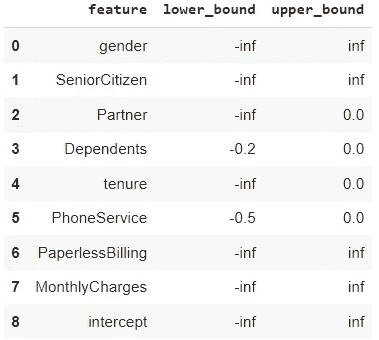 feature lower_bound upper_bound
0 gender -inf inf
1 SeniorCitizen -inf inf
2 Partner -inf 0.0
3 Dependents -0.2 0.0
4 tenure -inf 0.0
5 PhoneService -0.5 0.0
6 PaperlessBilling -inf inf
7 MonthlyCharges -inf inf
8 intercept -inf inf